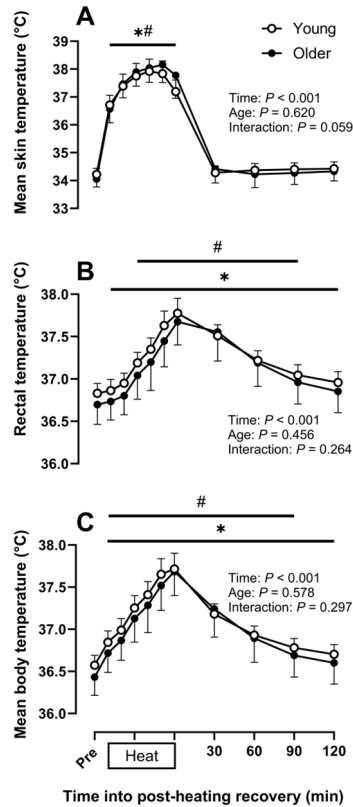 A
Young
Older
*#
Mean skin temperature (°C)
39
38
37
36
35
34
33
Time: P < 0.001
Age: P = 0.620
Interaction: P = 0.059
B
#
*
Rectal temperature (°C)
38.0
37.5
37.0
36.5
36.0
Time: P < 0.001
Age: P = 0.456
Interaction: P = 0.264
C
#
*
Mean body temperature (°C)
38.0
37.5
37.0
36.5
36.0
Time: P < 0.001
Age: P = 0.578
Interaction: P = 0.297
Pre Heat 30 60 90 120
Time into post-heating recovery (min)